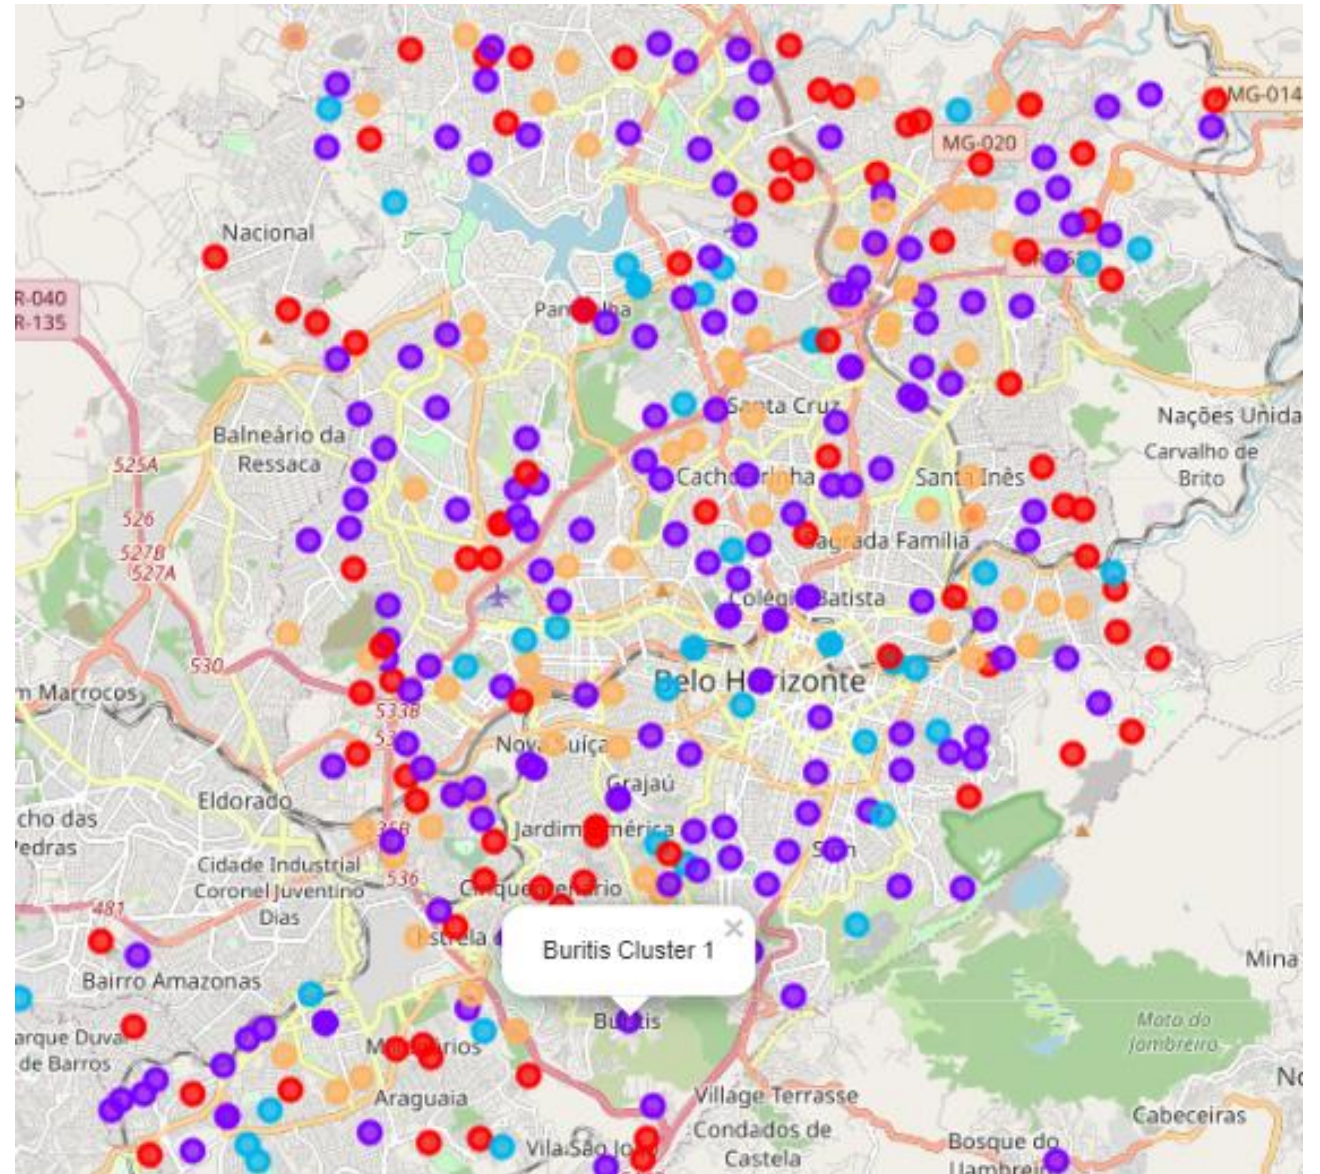 MG-014
MG-020
Nacional
R-040
R-135
Santa Cruz
Nações Unida
Balneário da
Ressaca
Carvalho de
Brito
525A
Cachoeirinha
Santa Inês
526
527B
527A
Sagrada Família
Colégio Batista
530
m Marrocos
Belo Horizonte
533B
Nova Suíça
Grajaú
Eldorado
cho das
Pedras
Jardim América
Sion
Cidade Industrial
Coronel Juventino
Dias
536
Cinquentenário
481
Estrela
×
Buritis Cluster 1
Mina
Bairro Amazonas
Buritis
arque Duva
de Barros
Mata do
Jambreiro
Araguaia
Village Terrasse
Cabeceiras
Condados de
Castela
Vila São Jo
Bosque do
Jambreiro